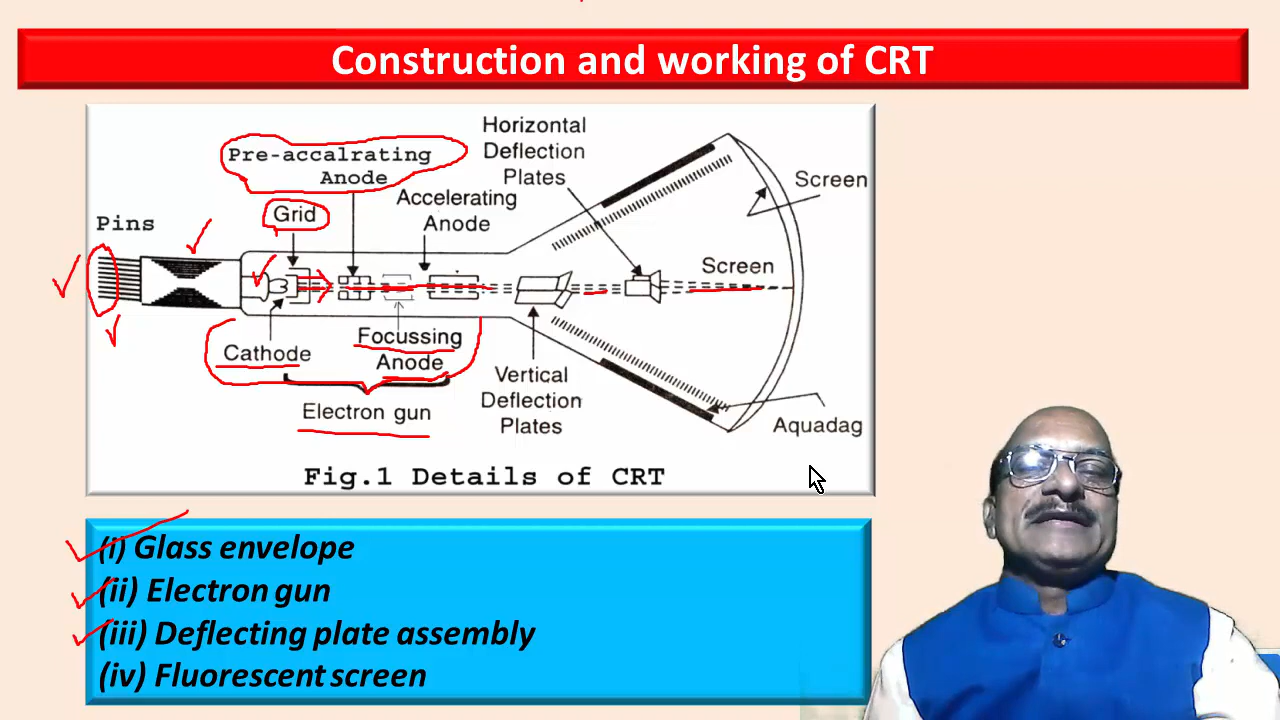 Construction and working of CRT
Horizontal
Deflection
Plates
Pre-accalrating
Anode
Accelerating
Anode
Screen
Grid
Pins
Screen
Cathode
Focussing
Anode
Electron gun
Vertical
Deflection
Plates
Aquadag
Fig.1 Details of CRT
(i) Glass envelope
(ii) Electron gun
(iii) Deflecting plate assembly
(iv) Fluorescent screen